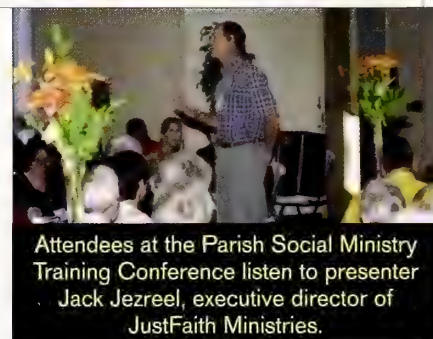 Attendees at the Parish Social Ministry
Training Conference listen to presenter
Jack Jezreel, executive director of
JustFaith Ministries.